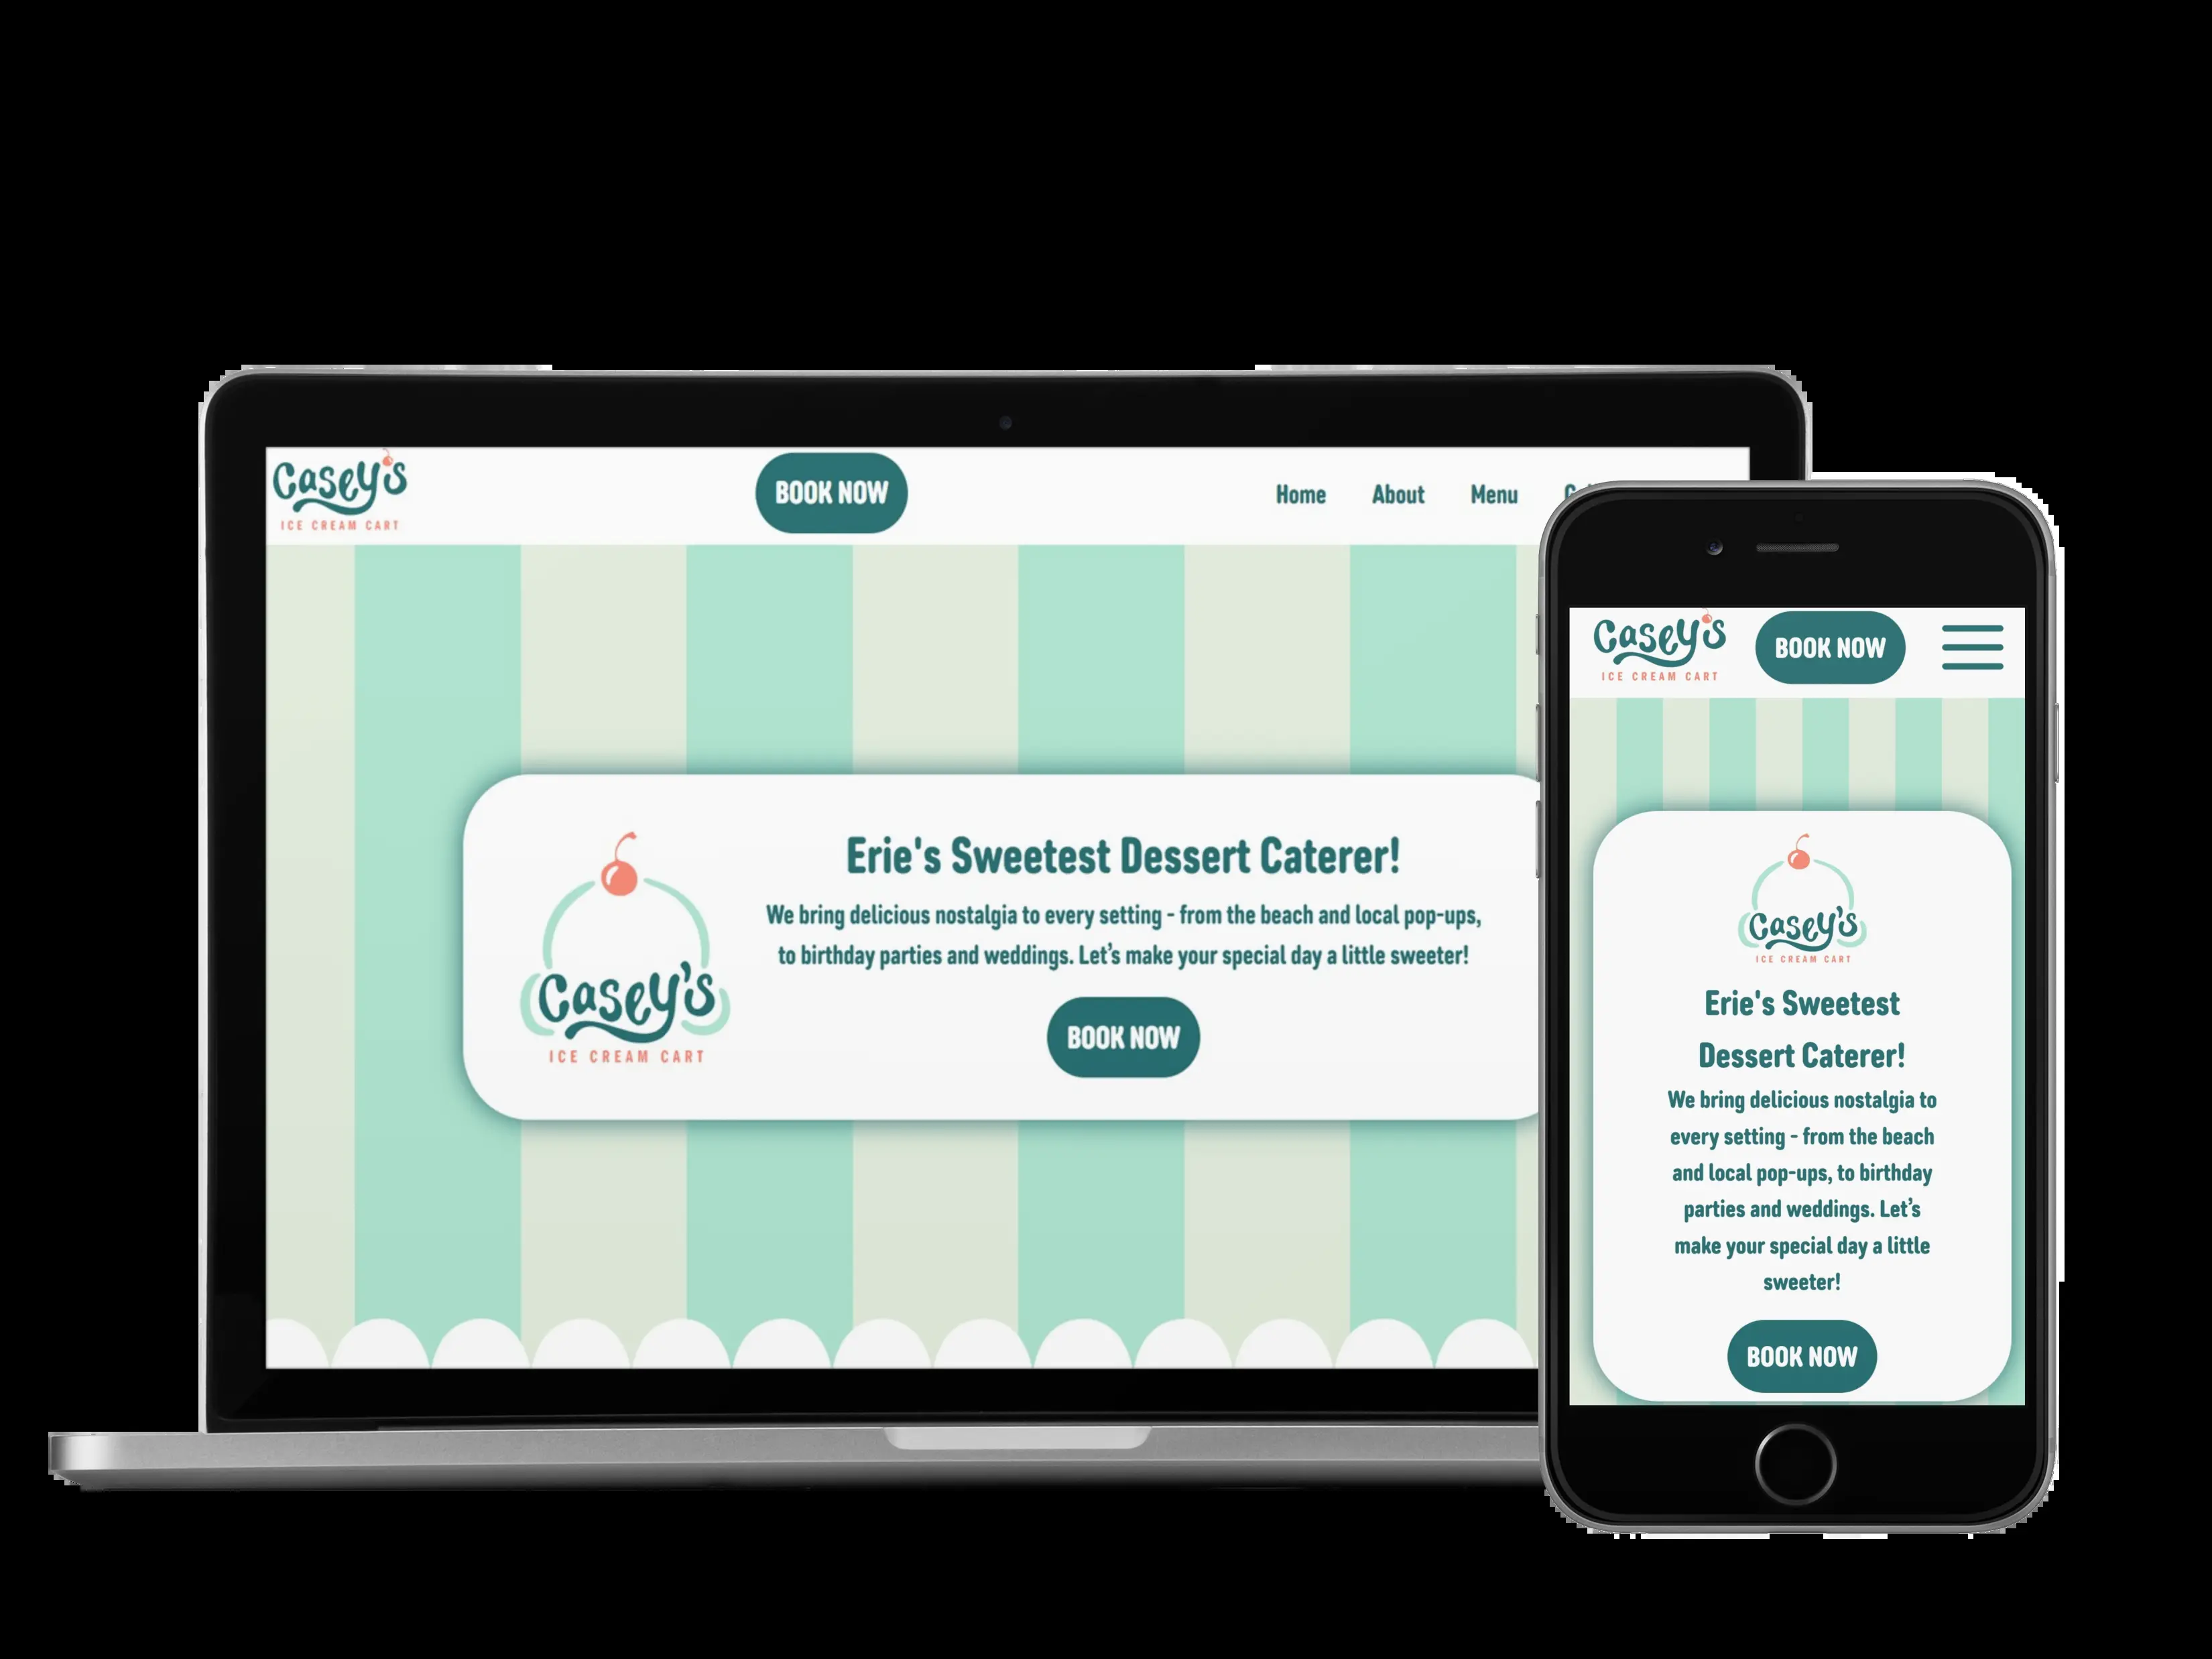 Casey's
ICE CREAM CART
BOOK NOW
Home About Menu
Erie's Sweetest Dessert Caterer!
We bring delicious nostalgia to every setting - from the beach and local pop-ups,
to birthday parties and weddings. Let's make your special day a little sweeter!
BOOK NOW
Casey's
ICE CREAM CART
Casey's
ICE CREAM CART
BOOK NOW
Casey's
ICE CREAM CART
Erie's Sweetest
Dessert Caterer!
We bring delicious nostalgia to
every setting - from the beach
and local pop-ups, to birthday
parties and weddings. Let's
make your special day a little
sweeter!
BOOK NOW